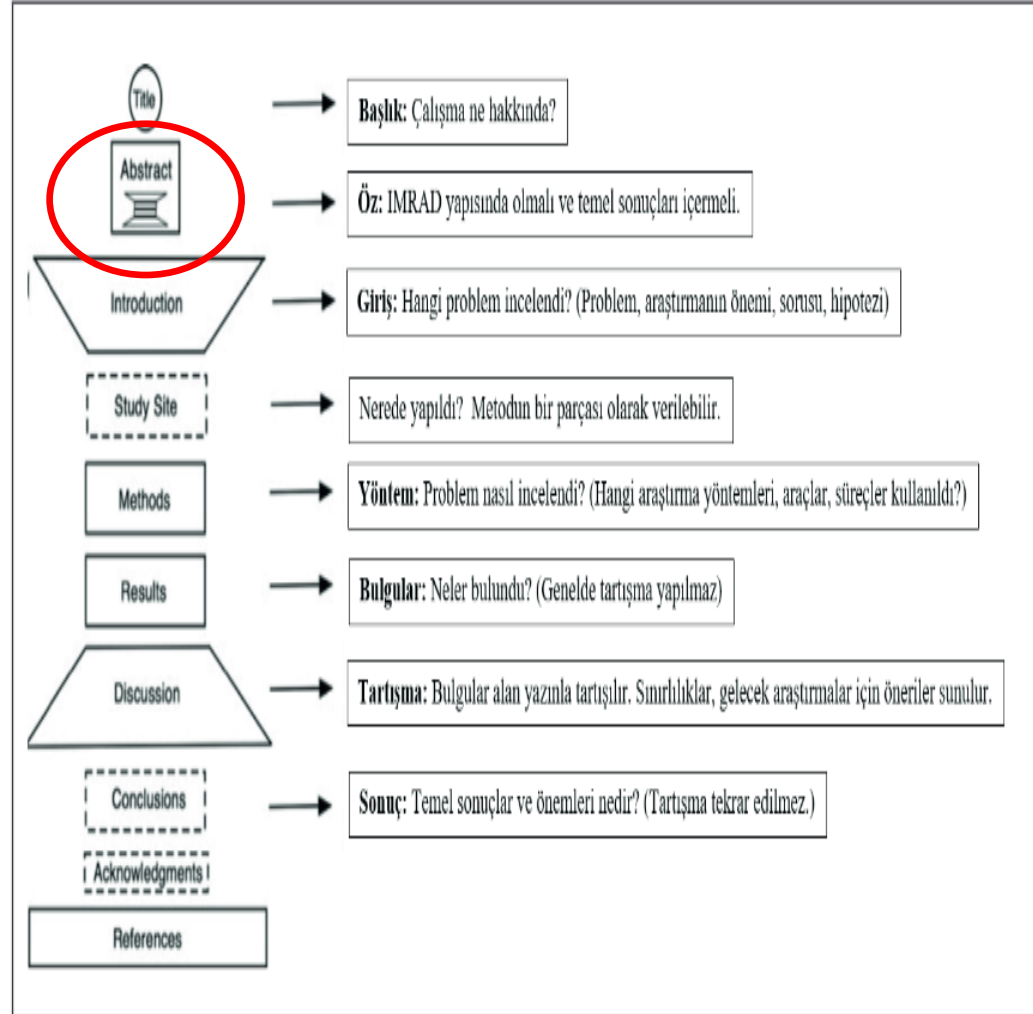 Title
Başlık: Çalışma ne hakkında?
Abstract
Öz: IMRAD yapısında olmalı ve temel sonuçları içermeli.
Introduction
Giriş: Hangi problem incelendi? (Problem, araştırmanın önemi, sorusu, hipotezi)
Study Site
Nerede yapıldı? Metodun bir parçası olarak verilebilir.
Methods
Yöntem: Problem nasıl incelendi? (Hangi araştırma yöntemleri, araçlar, süreçler kullanıldı?)
Results
Bulgular: Neler bulundu? (Genelde tartışma yapılmaz)
Discussion
Tartışma: Bulgular alan yazınla tartışılır. Sınırlılıklar, gelecek araştırmalar için öneriler sunulur.
Conclusions
Sonuç: Temel sonuçlar ve önemleri nedir? (Tartışma tekrar edilmez.)
Acknowledgments
References